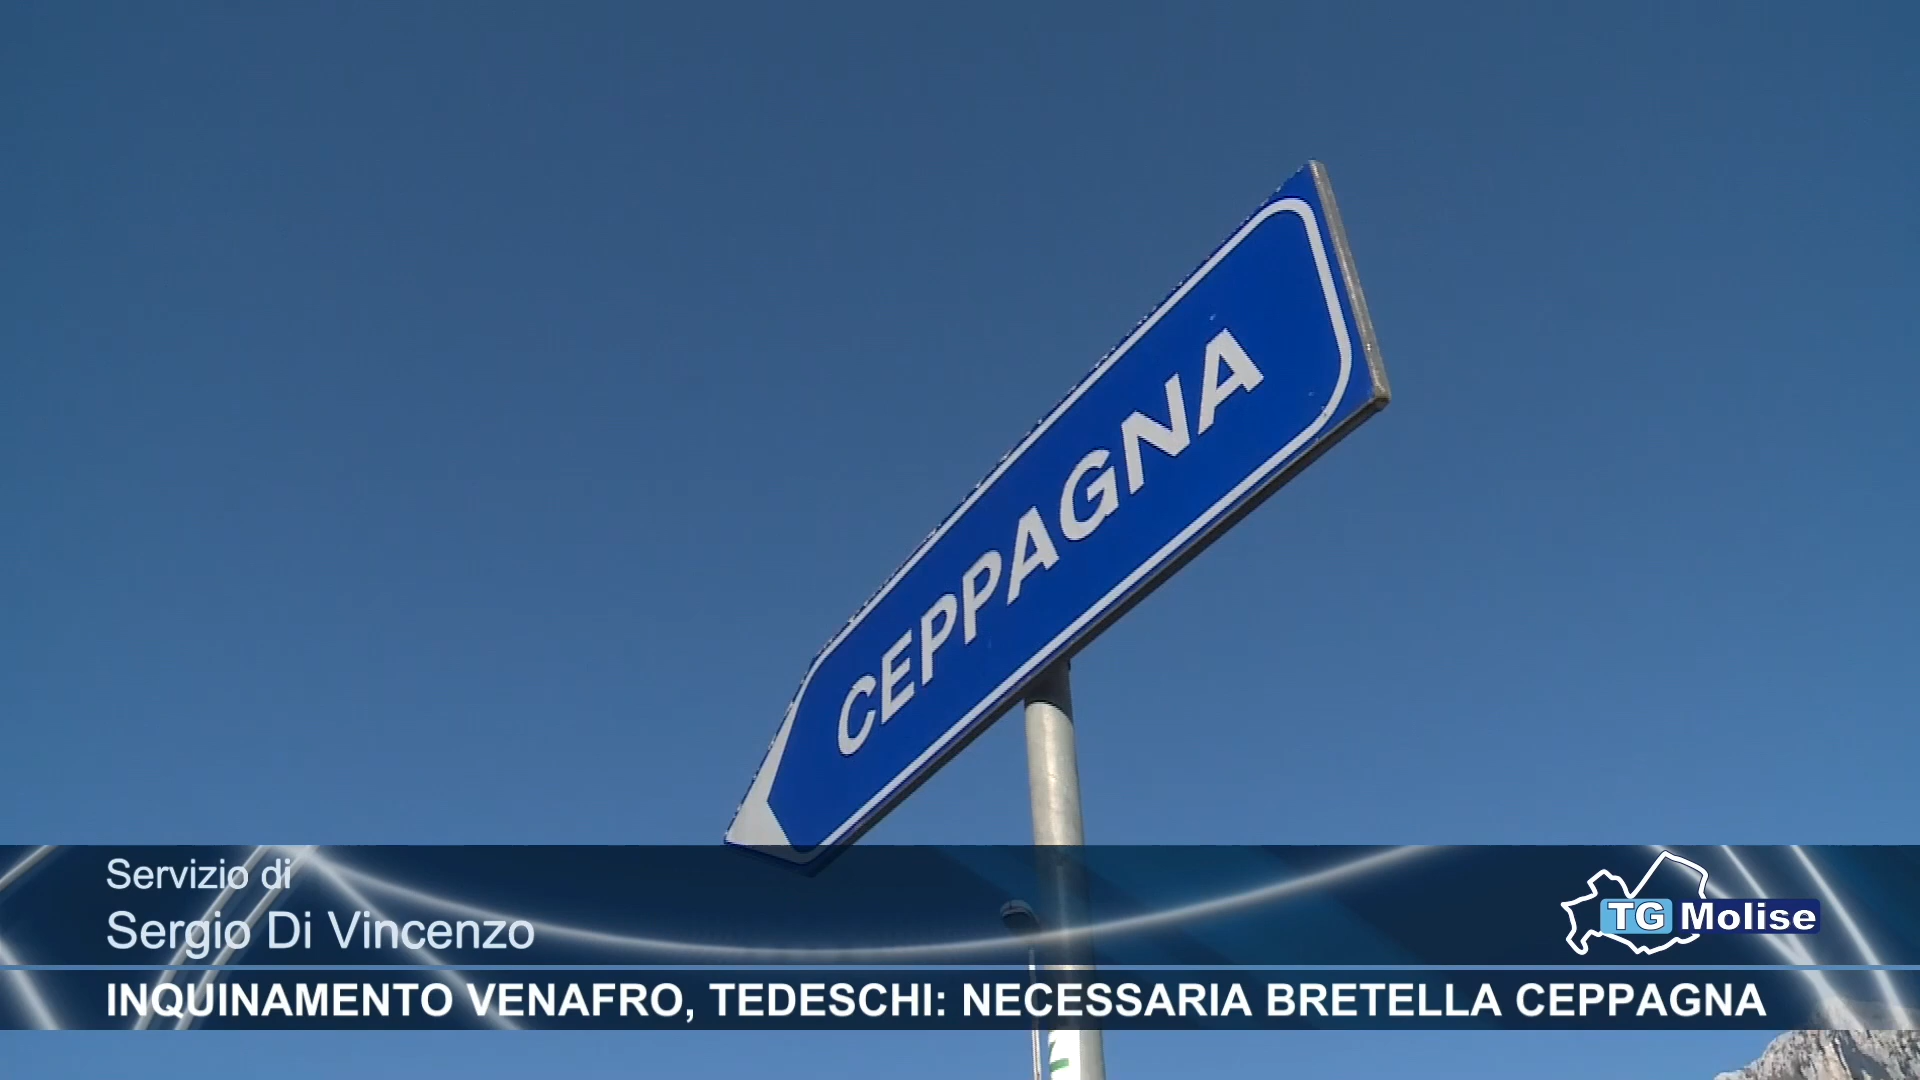 CEPPAGNA
Servizio di
Sergio Di Vincenzo
TG Molise
INQUINAMENTO VENAFRO, TEDESCHI: NECESSARIA BRETELLA CEPPAGNA